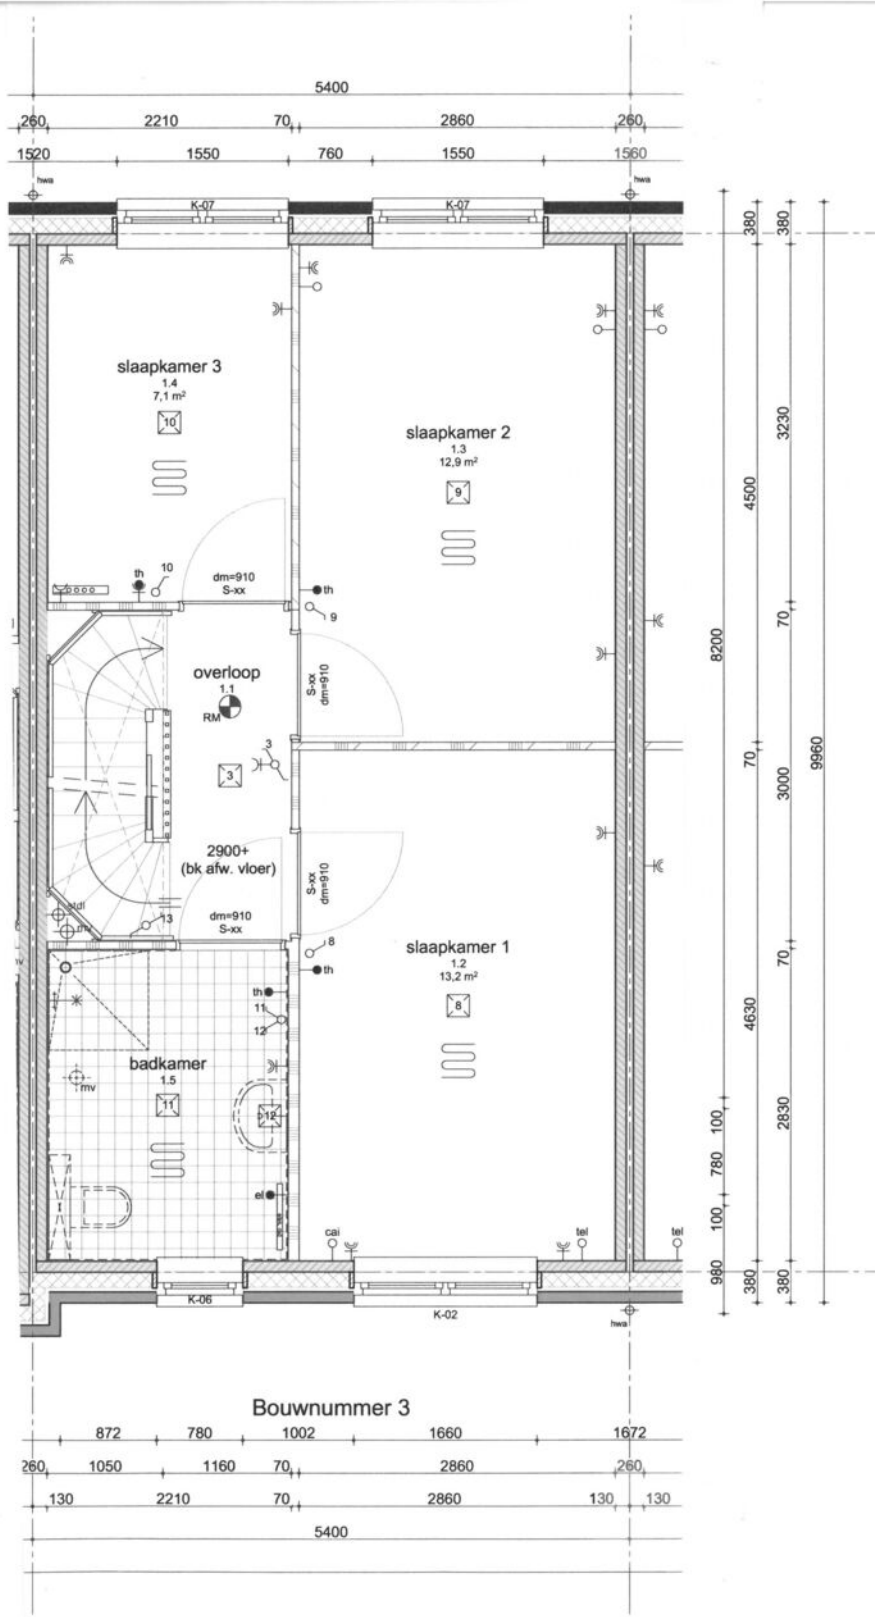 5400
260 2210 70 2860 260
1520 1550 760 1550 1560
hwa hwa
K-07 K-07
380 380
slaapkamer 3
1.4
7,1 m²
10
slaapkamer 2
1.3
12,9 m²
9
3230
4500
th 10
dm=910
S-xx
th
9
70
8200
overloop
1.1
RM
S-xx
dm=910
3
3
70
3000
9960
2900+
(bk afw. vloer)
S-xx
dm=910
stdl
mv
13
dm=910
S-xx
8
th
slaapkamer 1
1.2
13,2 m²
8
70
th
11
12
4630
badkamer
1.5
mv
11
12
100
2830
780
el
100
cai tel tel
980 380 380
K-06
K-02
hwa
Bouwnummer 3
872 780 1002 1660 1672
260 1050 1160 70 2860 260
130 2210 70 2860 130 130
5400